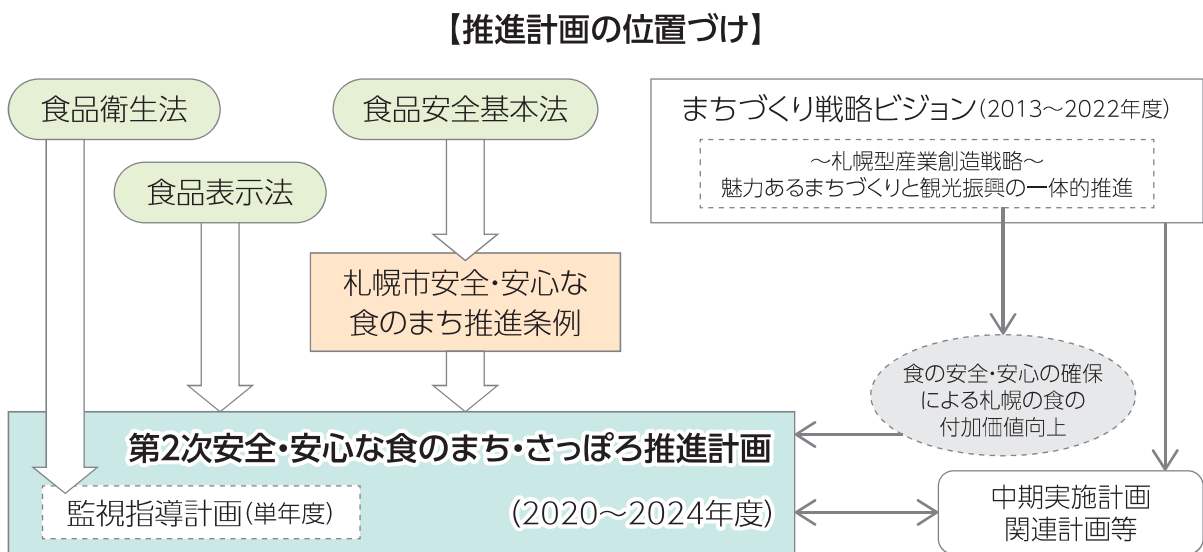 【推進計画の位置づけ】
食品衛生法
食品安全基本法
まちづくり戦略ビジョン(2013〜2022年度)
〜札幌型産業創造戦略〜
魅力あるまちづくりと観光振興の一体的推進
食品表示法
札幌市安全・安心な
食のまち推進条例
食の安全・安心の確保
による札幌の食の
付加価値向上
第2次安全・安心な食のまち・さっぽろ推進計画
監視指導計画(単年度)
(2020〜2024年度)
中期実施計画
関連計画等